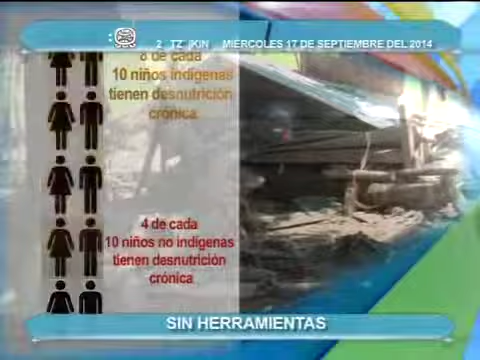 2 TZ IKIN MIÉRCOLES 17 DE SEPTIEMBRE DEL 2014
8 de cada
10 niños indígenas
tienen desnutrición
crónica
4 de cada
10 niños no indígenas
tienen desnutrición
crónica
SIN HERRAMIENTAS